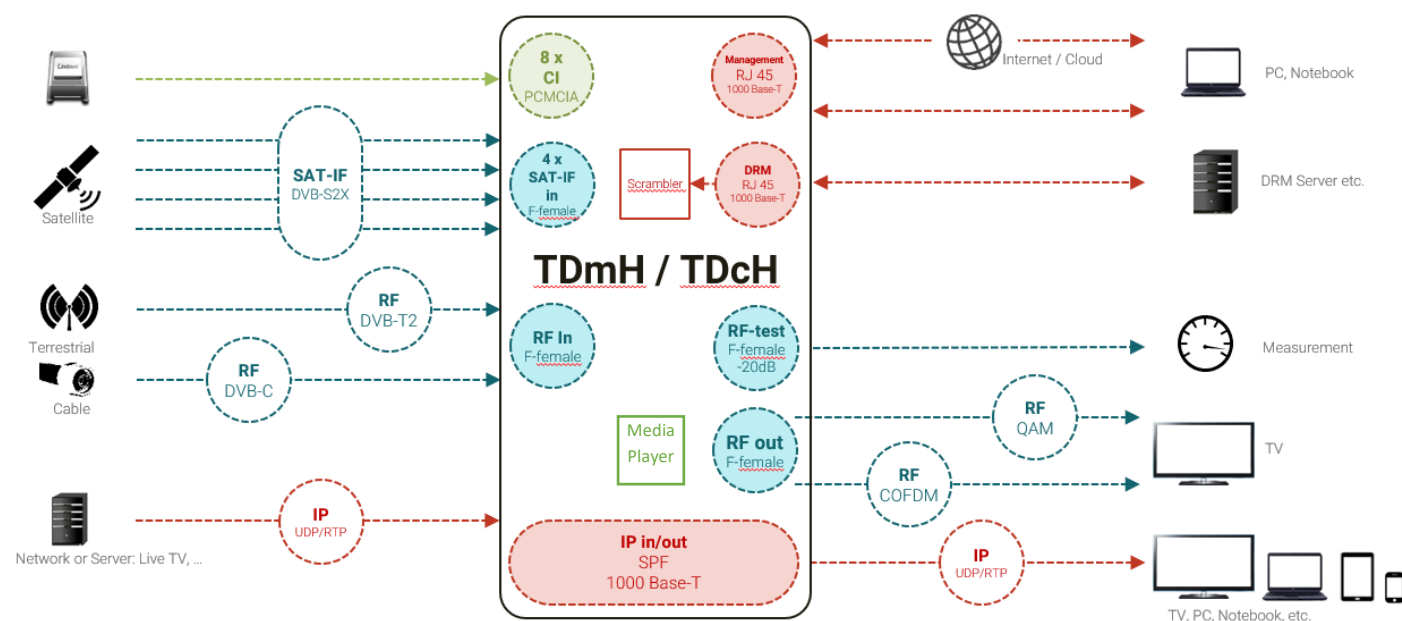 8 x
CI
PCMCIA
Management
RJ 45
1000 Base-T
Internet / Cloud
PC, Notebook
SAT-IF
DVB-S2X
Satellite
4 x
SAT-IF
in
F-female
Scrambler
DRM
RJ 45
1000 Base-T
DRM Server etc.
TDmH / TDcH
RF
DVB-T2
Terrestrial
RF In
F-female
RF-test
F-female
-20dB
Measurement
RF
DVB-C
Cable
Media
Player
RF out
F-female
RF
QAM
RF
COFDM
TV
IP
UDP/RTP
Network or Server: Live TV, ...
IP in/out
SPF
1000 Base-T
IP
UDP/RTP
TV, PC, Notebook, etc.